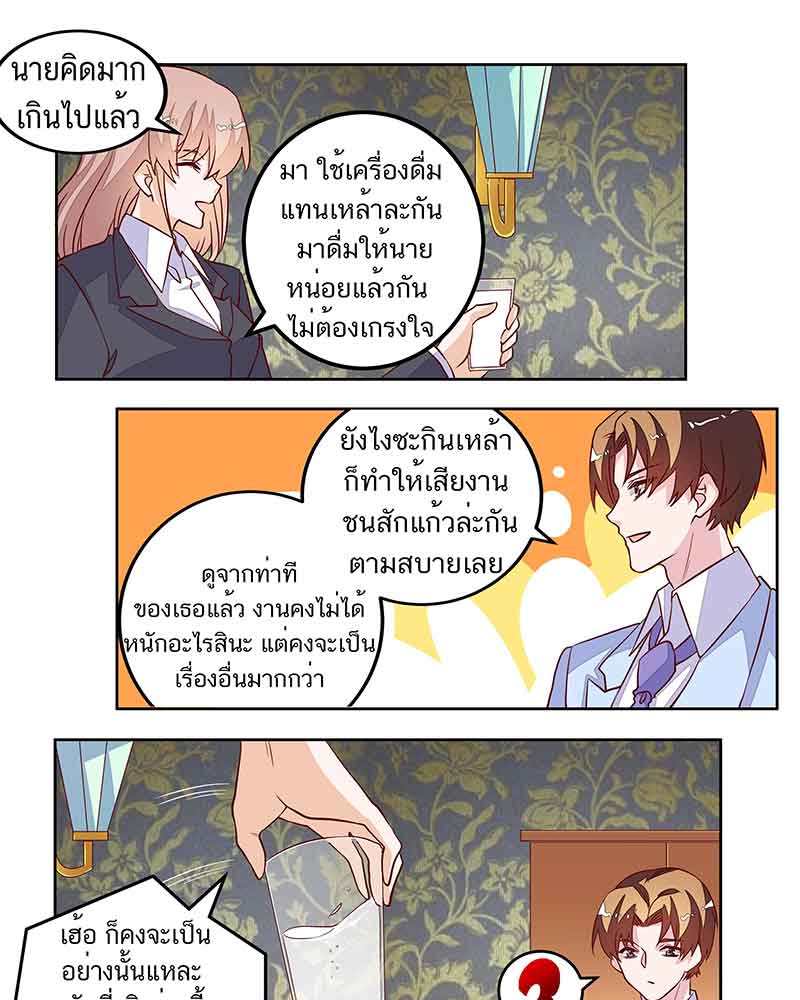 นายคิดมาก
เกินไปแล้ว
มา ใช้เครื่องดื่ม
แทนเหล้าละกัน
มาดื่มให้นาย
หน่อยแล้วกัน
ไม่ต้องเกรงใจ
ยังไงซะกินเหล้า
ก็ทำให้เสียงาน
ชนสักแก้วล่ะกัน
ตามสบายเลย
ดูจากท่าที
ของเธอแล้ว งานคงไม่ได้
หนักอะไรสินะ แต่คงจะเป็น
เรื่องอื่นมากกว่า
เฮ้อ ก็คงจะเป็น
อย่างนั้นแหละ
?